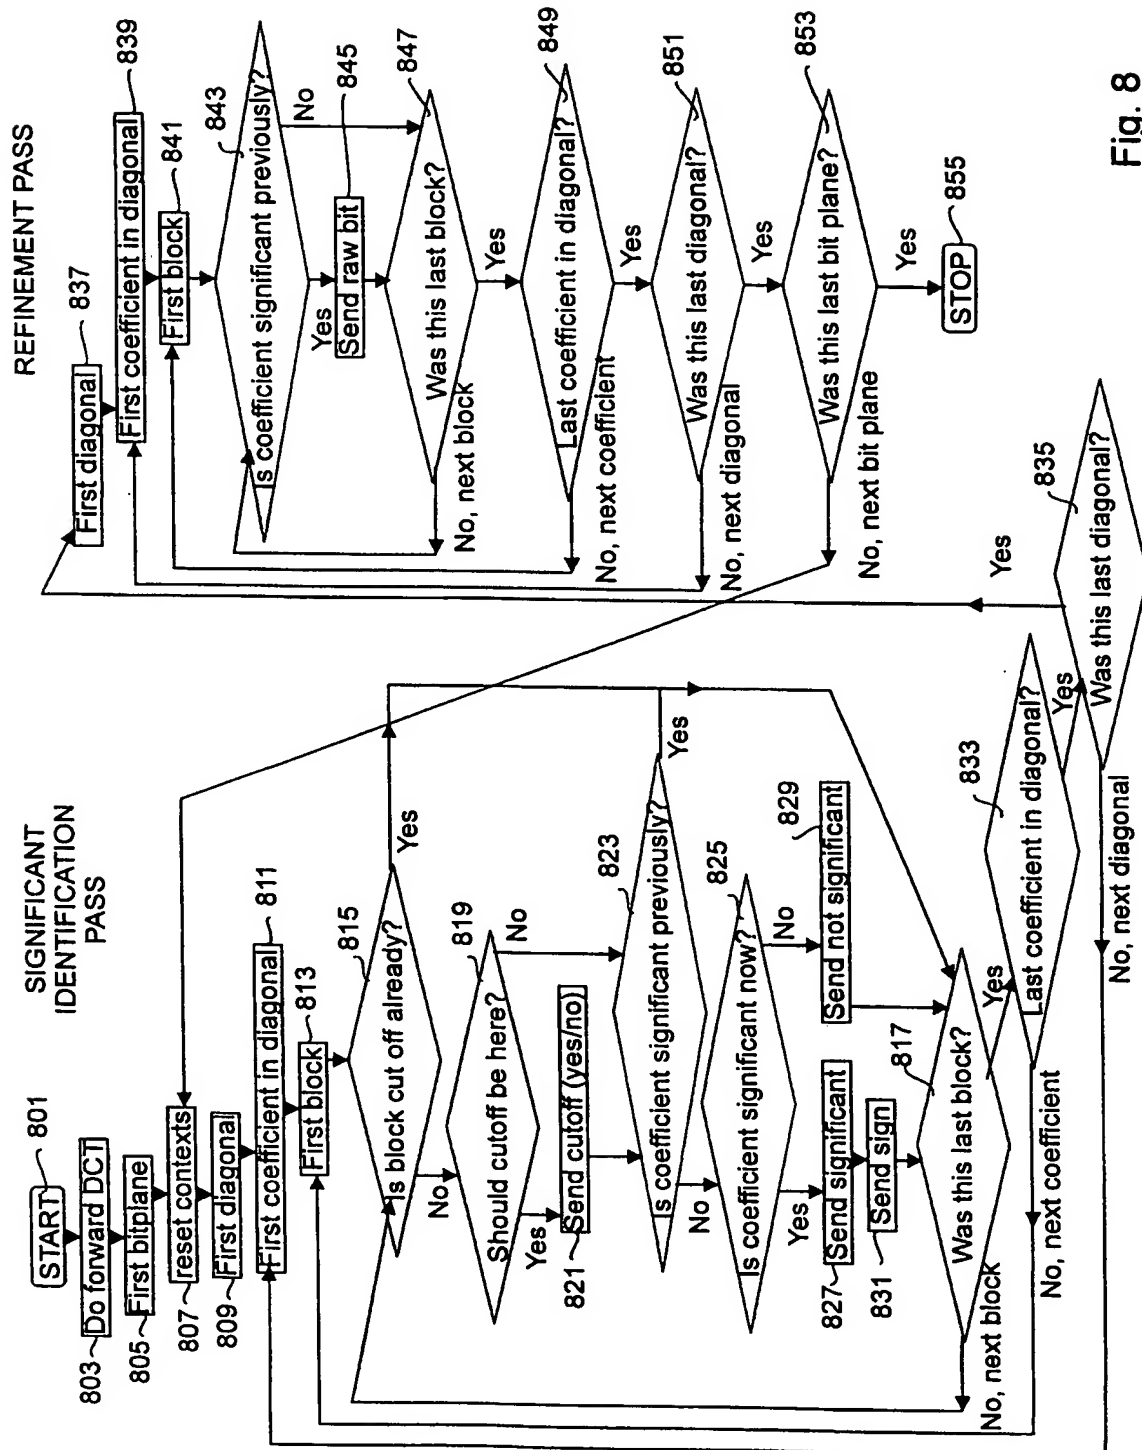 SIGNIFICANT
IDENTIFICATION
PASS
START
801
Do forward DCT
803
First bitplane
805
reset contexts
807
First diagonal
809
First coefficient in diagonal
811
First block
813
Is block cut off already?
815
Yes
No
Should cutoff be here?
819
No
Yes
Send cutoff (yes/no)
821
Is coefficient significant previously?
823
Yes
No
Is coefficient significant now?
825
No
Yes
Send significant
827
Send not significant
829
Send sign
831
Was this last block?
817
Yes
No, next block
Last coefficient in diagonal?
833
Yes
No, next coefficient
Was this last diagonal?
835
Yes
No, next diagonal
REFINEMENT PASS
First diagonal
837
First coefficient in diagonal
839
First block
841
Is coefficient significant previously?
843
No
Yes
Send raw bit
845
Was this last block?
847
Yes
No, next block
Last coefficient in diagonal?
849
Yes
No, next coefficient
Was this last diagonal?
851
Yes
No, next diagonal
Was this last bit plane?
853
Yes
No, next bit plane
STOP
855
Fig. 8